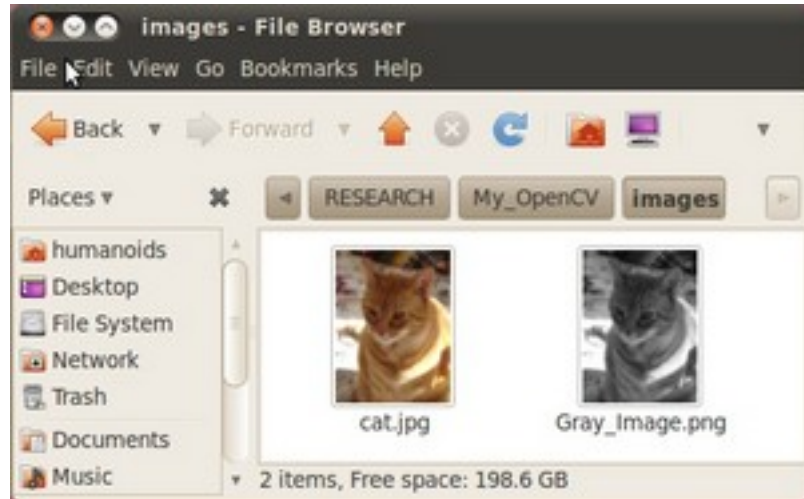 images - File Browser
File Edit View Go Bookmarks Help
Back Forward
Places RESEARCH My_OpenCV images
humanoids
Desktop
File System
Network
Trash
Documents
Music
cat.jpg
Gray_Image.png
2 items, Free space: 198.6 GB